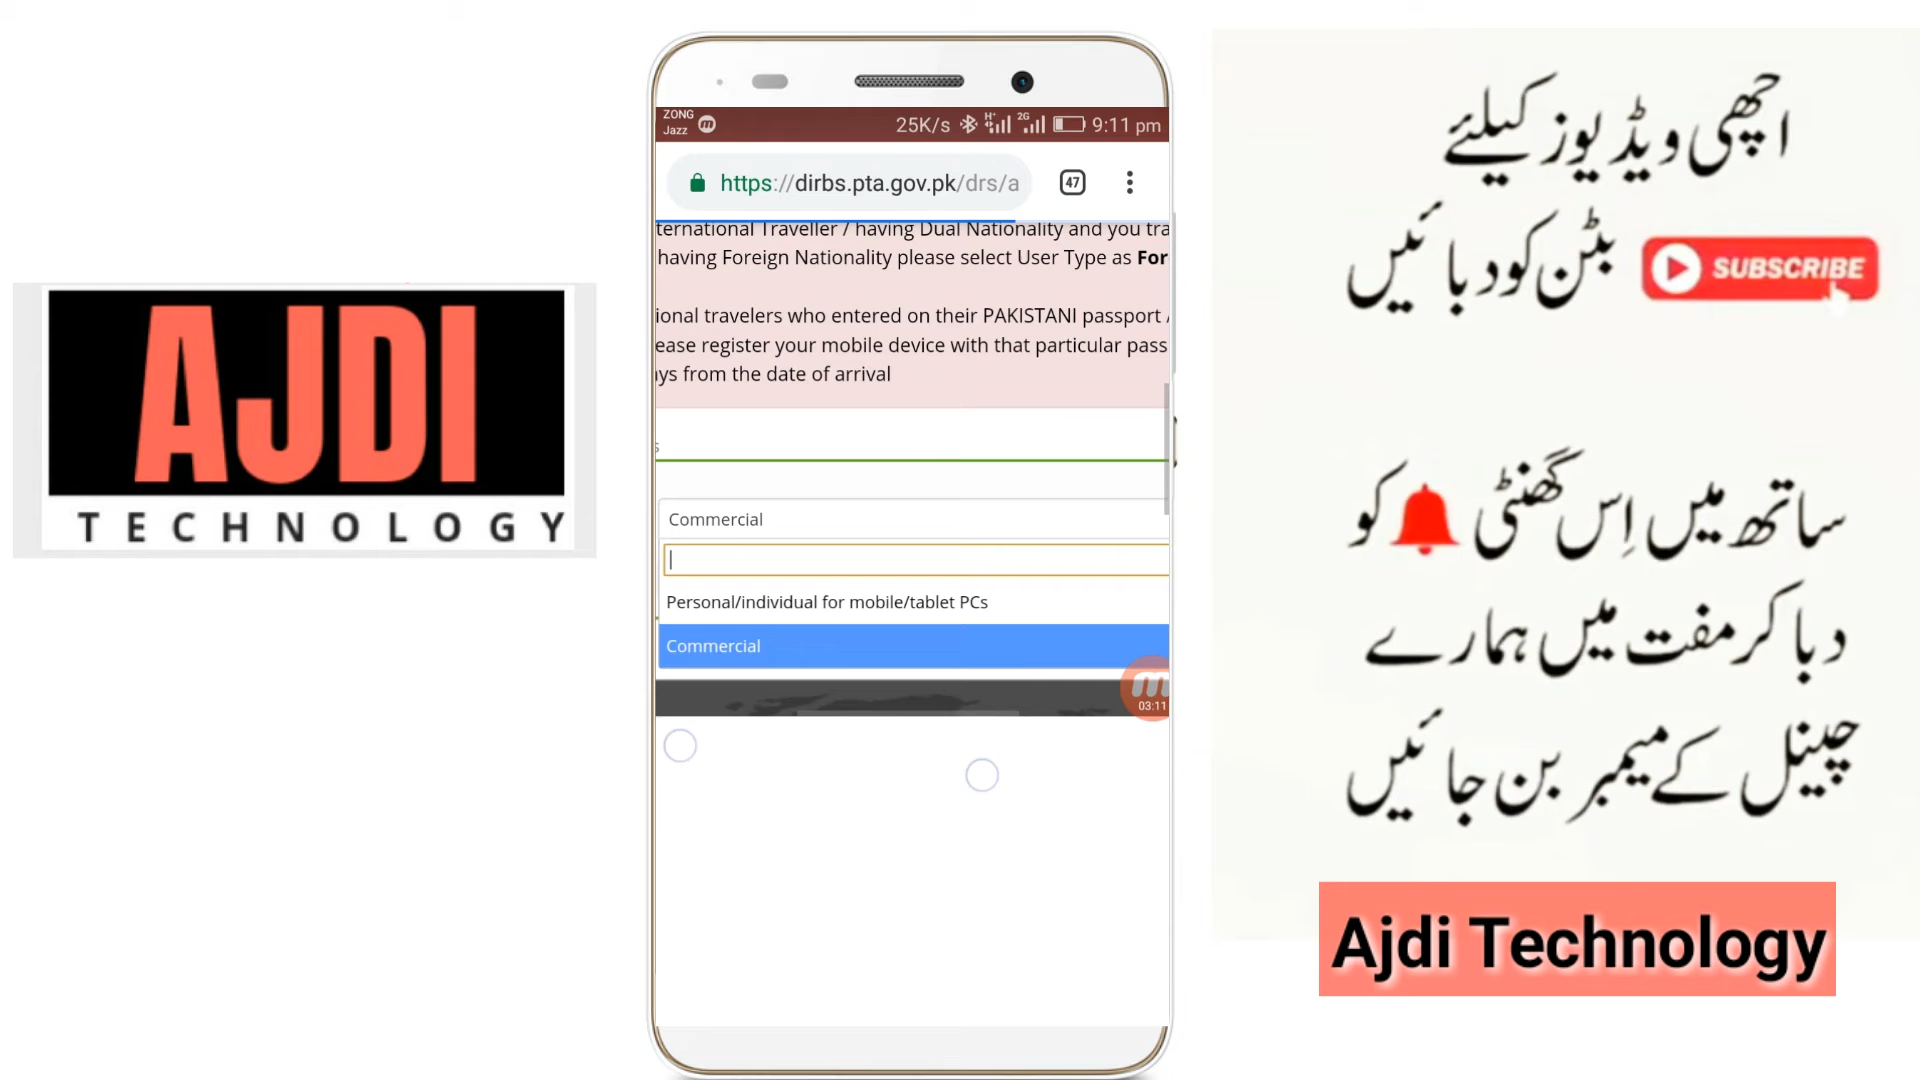 AJDI
TECHNOLOGY
ZONG
Jazz
25K/s
H+
2G
9:11 pm
https://dirbs.pta.gov.pk/drs/a
47
ternational Traveller / having Dual Nationality and you tra
having Foreign Nationality please select User Type as For
ional travelers who entered on their PAKISTANI passport /
ease register your mobile device with that particular pass
ys from the date of arrival
s
Commercial
Personal/individual for mobile/tablet PCs
Commercial
03:11
اچھی ویڈیوز کیلئے
بٹن کو دبائیں
SUBSCRIBE
ساتھ میں اِس گھنٹی کو
دبا کر مفت میں ہمارے
چینل کے میمبر بن جائیں
Ajdi Technology